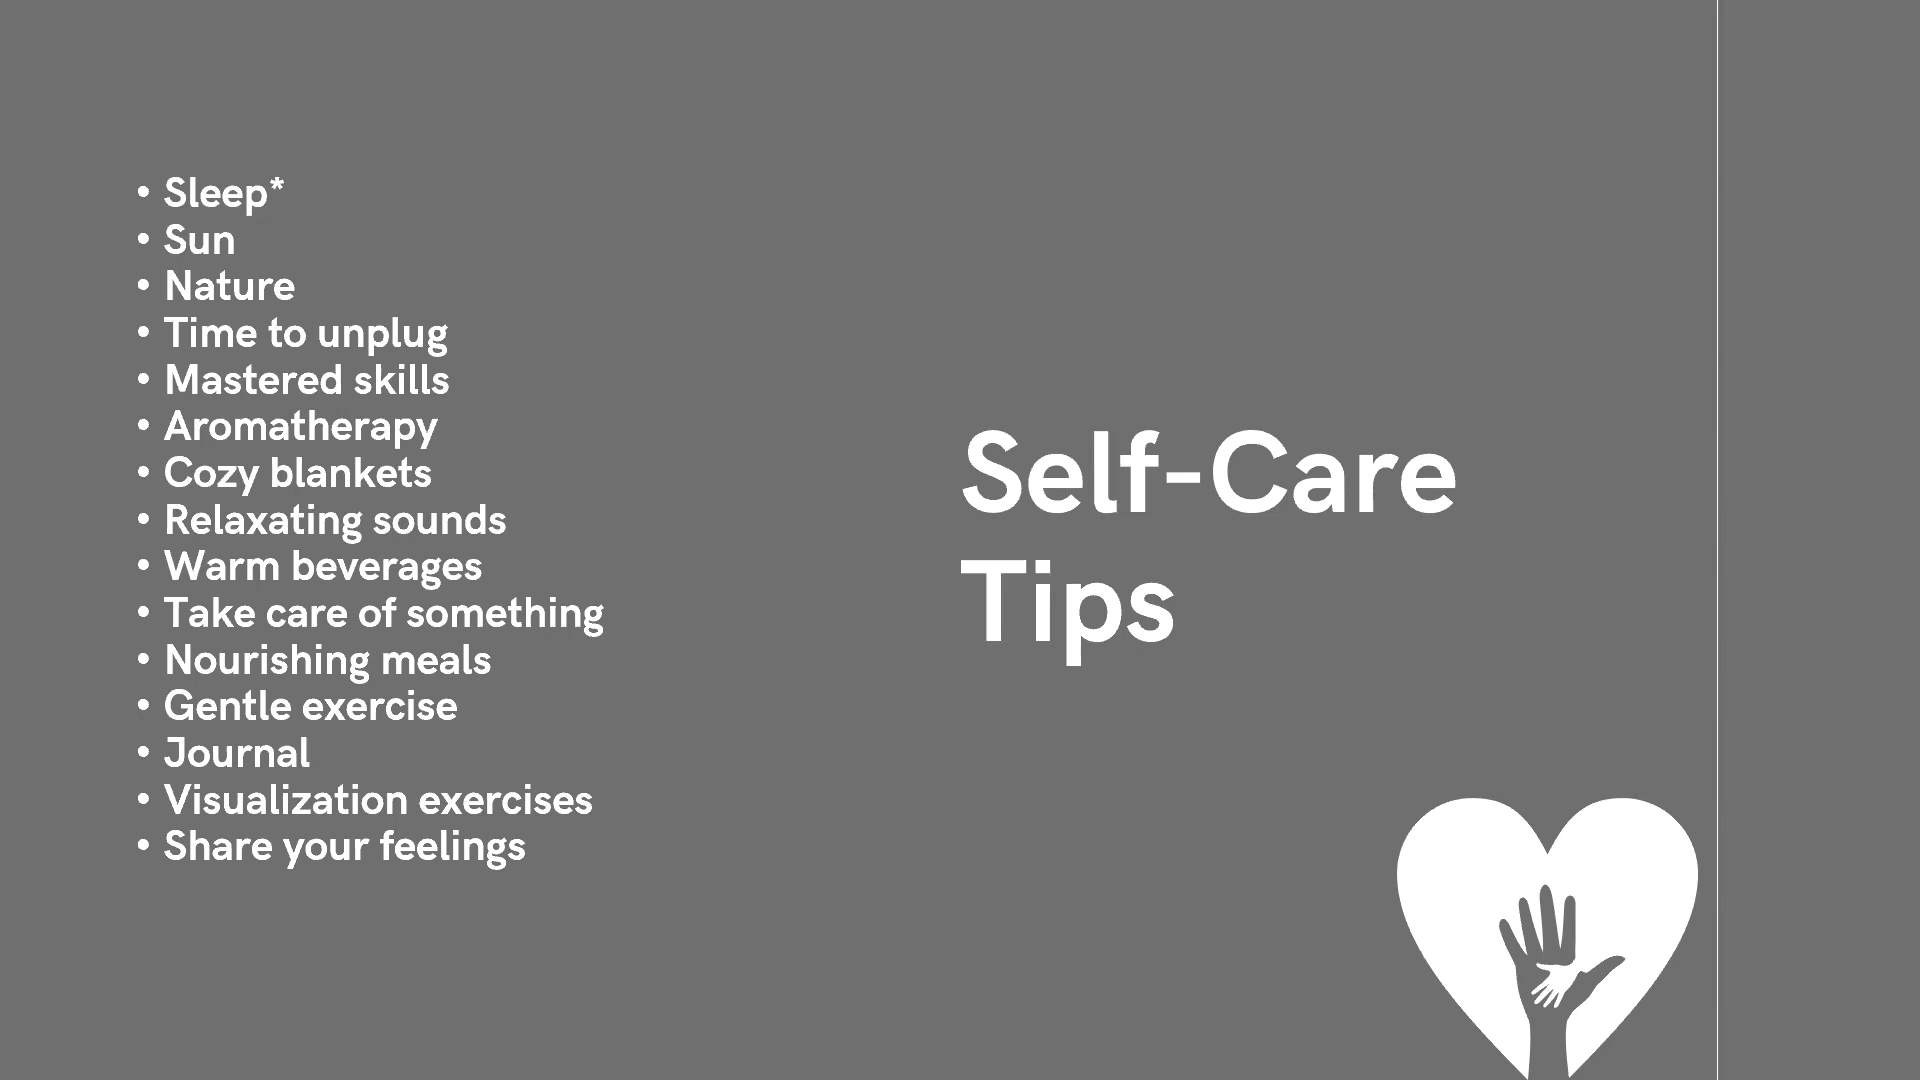 • Sleep*
• Sun
• Nature
• Time to unplug
• Mastered skills
• Aromatherapy
• Cozy blankets
• Relaxating sounds
• Warm beverages
• Take care of something
• Nourishing meals
• Gentle exercise
• Journal
• Visualization exercises
• Share your feelings
Self-Care
Tips